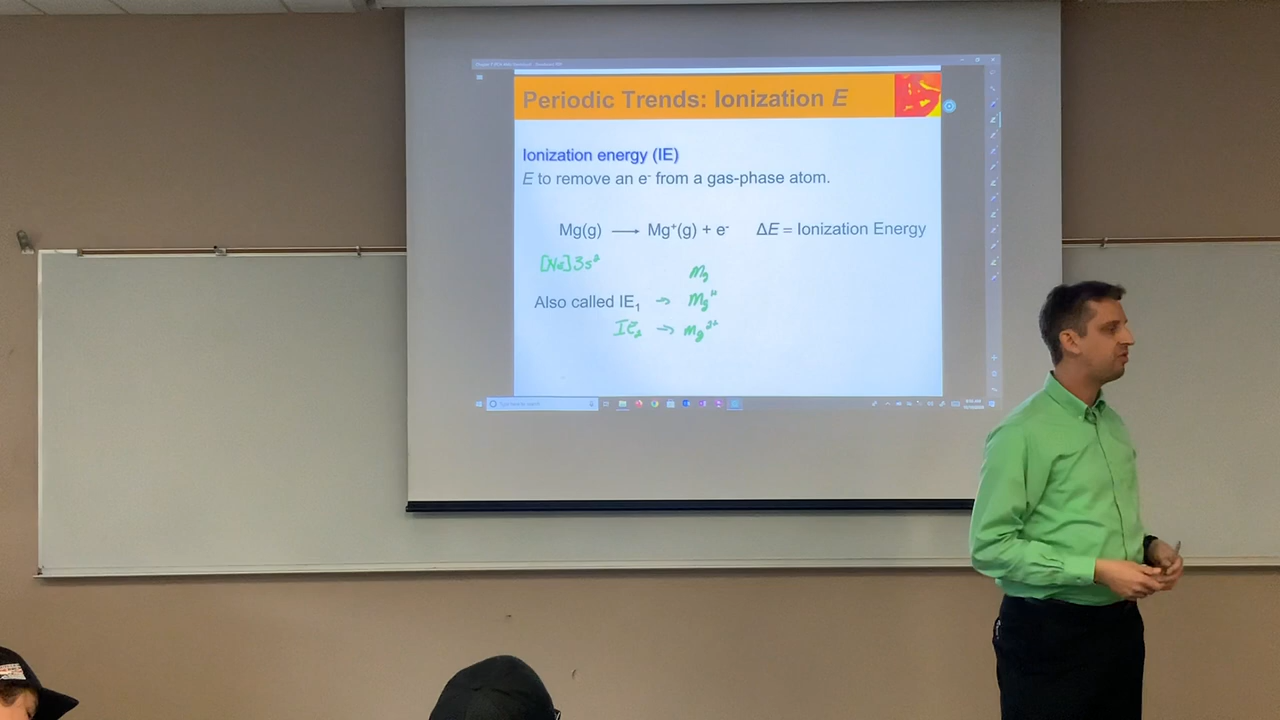 Periodic Trends: Ionization E
Ionization energy (IE)
E to remove an e⁻ from a gas-phase atom.
Mg(g) ⟶ Mg⁺(g) + e⁻ ΔE = Ionization Energy
[Ne]3s²
Mg
Also called IE₁ → Mg¹⁺
IE₂ → Mg²⁺